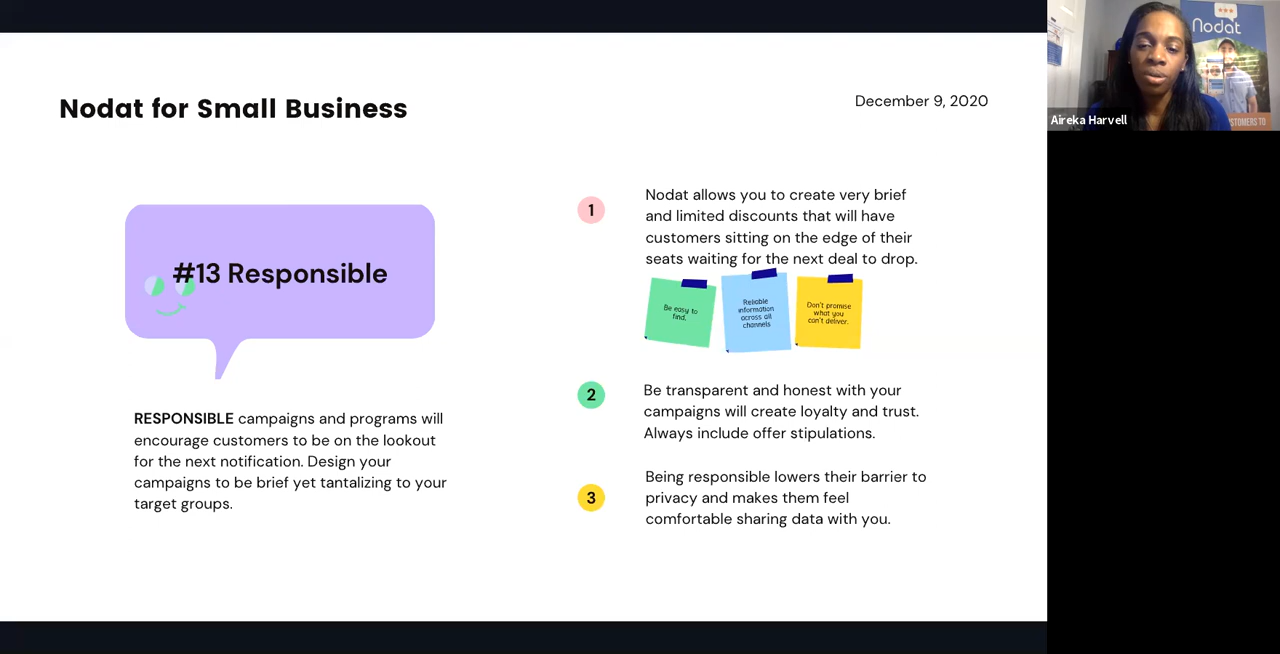 Nodat for Small Business
December 9, 2020
#13 Responsible
RESPONSIBLE campaigns and programs will
encourage customers to be on the lookout
for the next notification. Design your
campaigns to be brief yet tantalizing to your
target groups.
1
Nodat allows you to create very brief
and limited discounts that will have
customers sitting on the edge of their
seats waiting for the next deal to drop.
Be easy to
find.
Reliable
information
across all
channels
Don't promise
what you
can't deliver.
2
Be transparent and honest with your
campaigns will create loyalty and trust.
Always include offer stipulations.
3
Being responsible lowers their barrier to
privacy and makes them feel
comfortable sharing data with you.
Nodat
Aireka Harvell
STOMERS TO